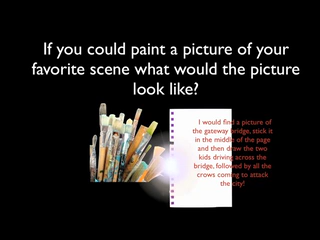 If you could paint a picture of your
favorite scene what would the picture
look like?
I would find a picture of
the gateway bridge, stick it
in the middle of the page
and then draw the two
kids driving across the
bridge, followed by all the
crows coming to attack
the city!